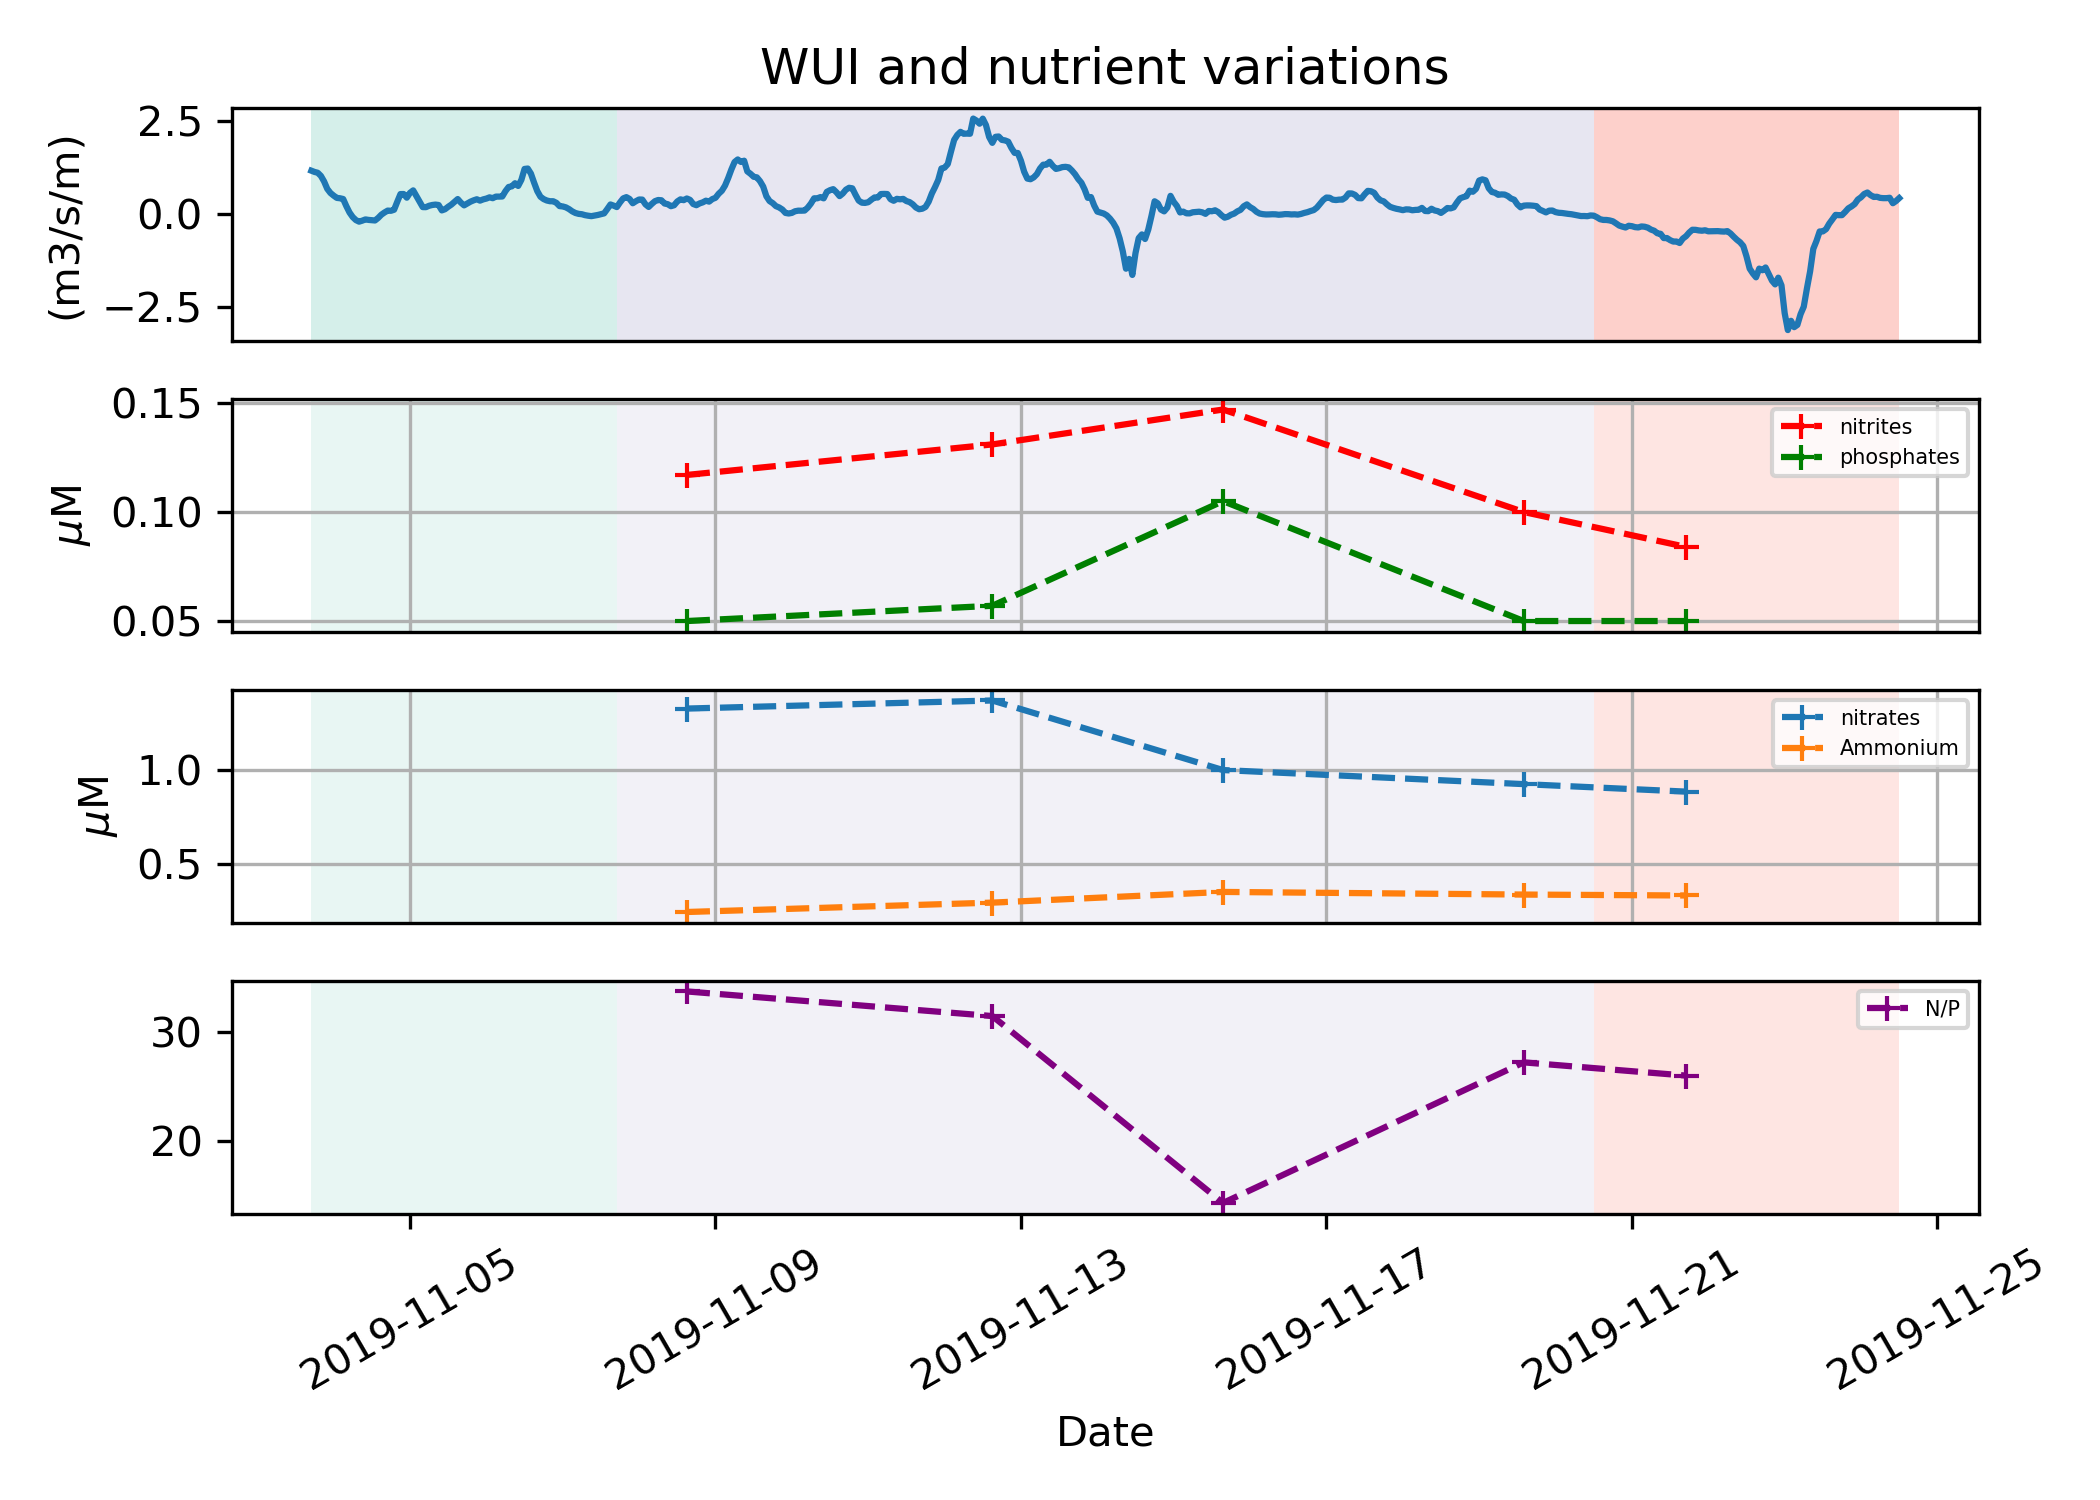 WUI and nutrient variations
(m3/s/m)
2.5
0.0
−2.5
μM
0.15
0.10
0.05
nitrites
phosphates
μM
1.0
0.5
nitrates
Ammonium
30
20
N/P
2019-11-05
2019-11-09
2019-11-13
2019-11-17
2019-11-21
2019-11-25
Date